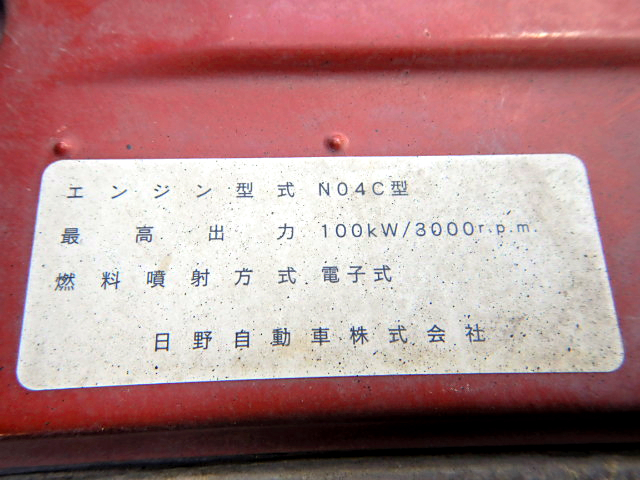 エンジン型式 N04C型
最高出力 100kW/3000r.p.m.
燃料噴射方式 電子式
日野自動車株式会社